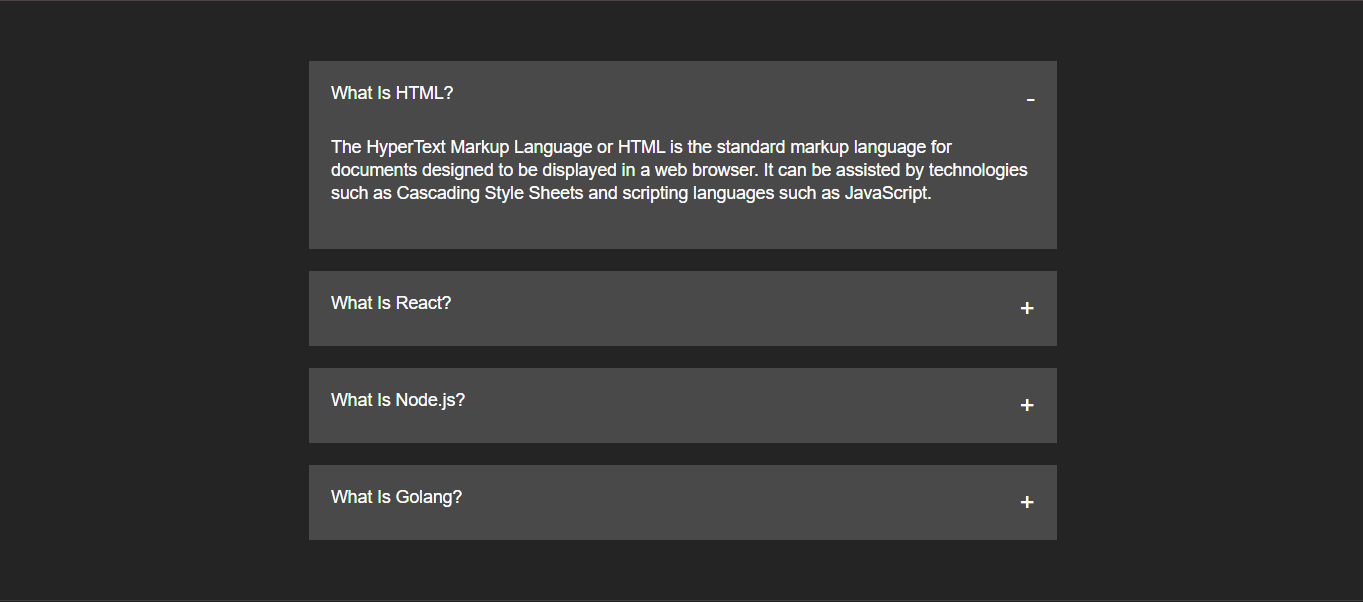 What Is HTML?
-
The HyperText Markup Language or HTML is the standard markup language for
documents designed to be displayed in a web browser. It can be assisted by technologies
such as Cascading Style Sheets and scripting languages such as JavaScript.
What Is React?
+
What Is Node.js?
+
What Is Golang?
+